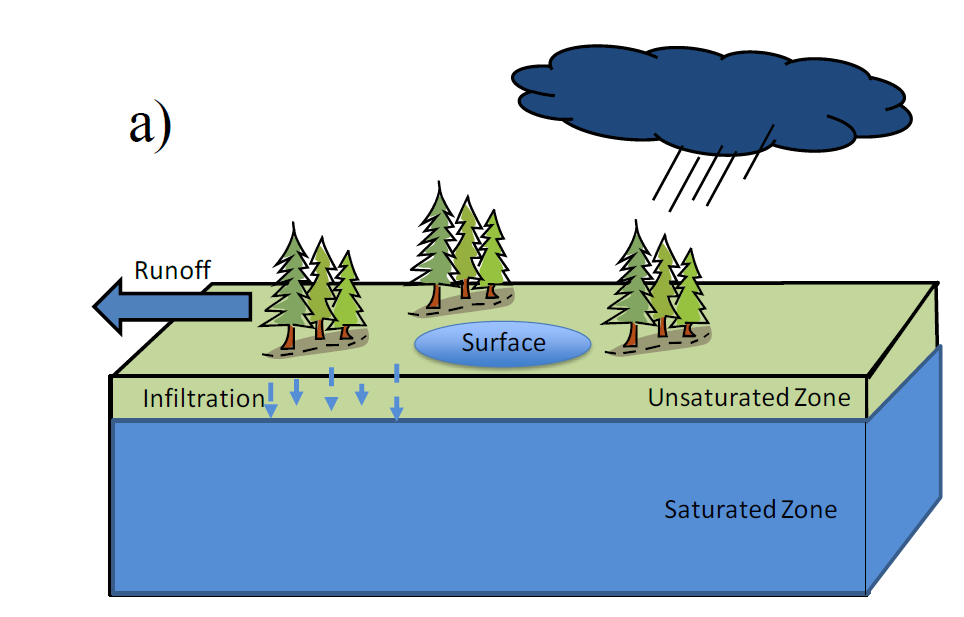 a)
Runoff
Surface
Infiltration
Unsaturated Zone
Saturated Zone